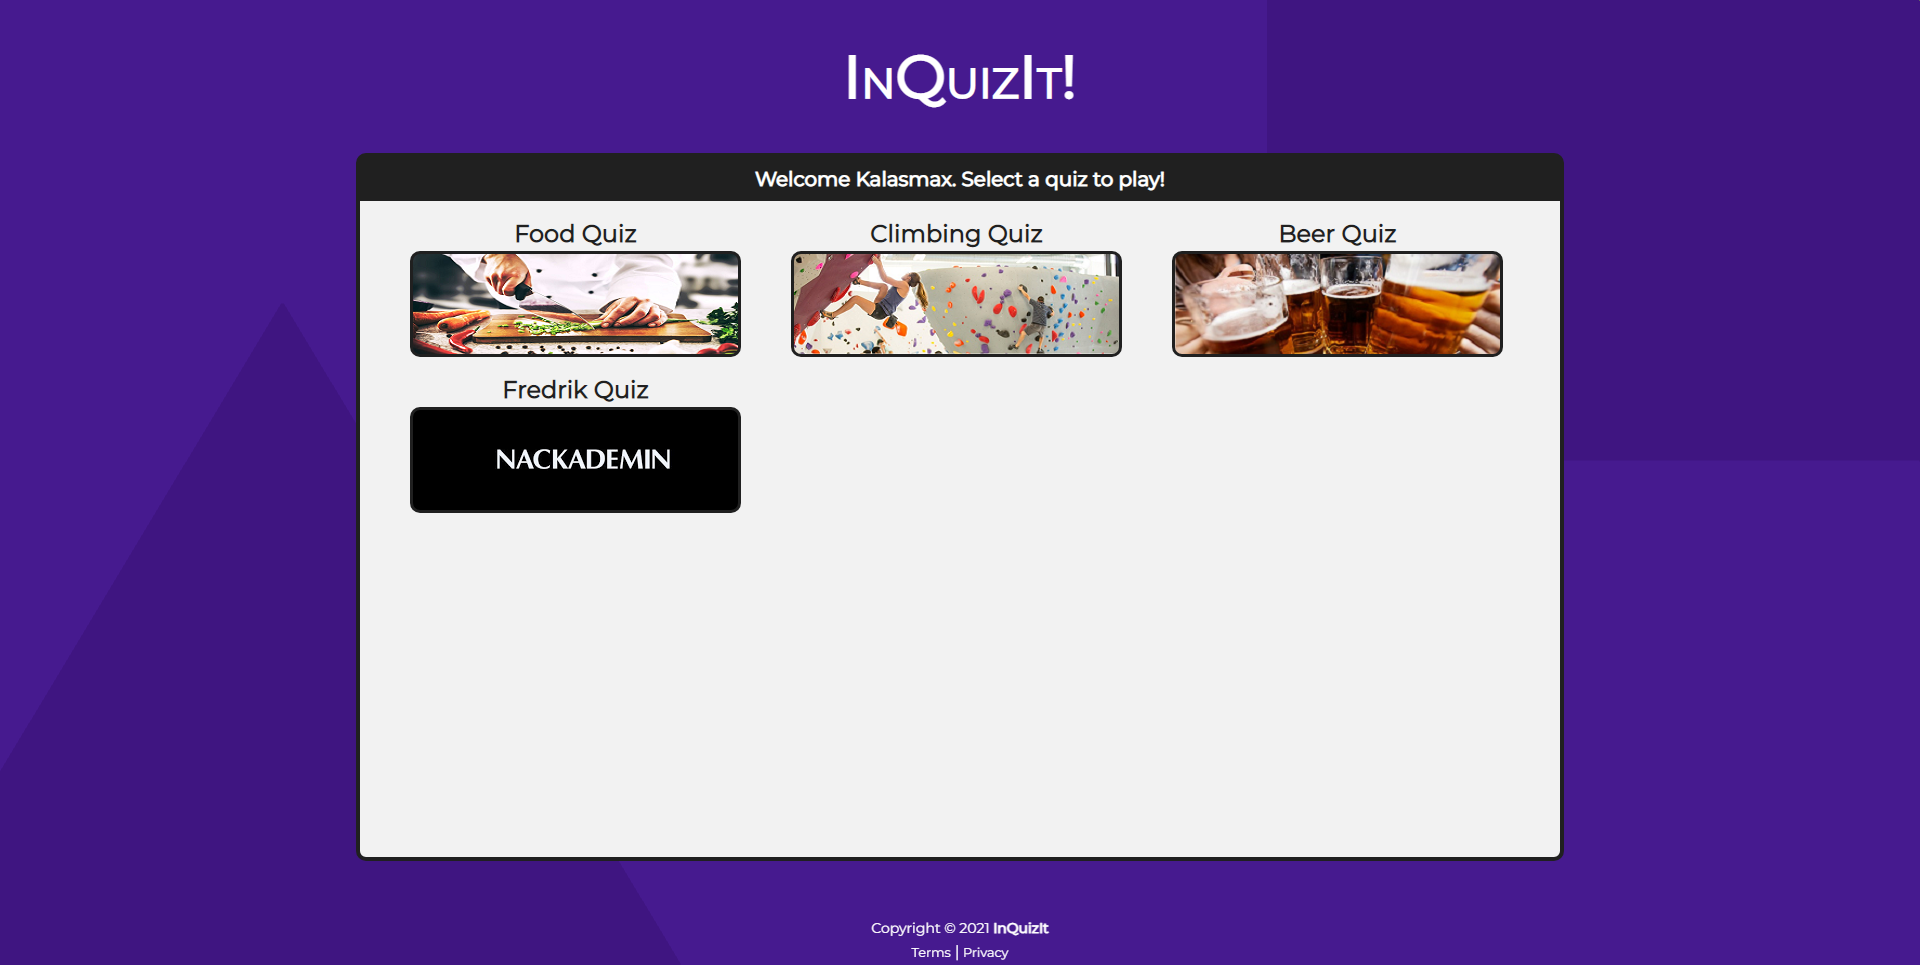 InQuizIt!
Welcome Kalasmax. Select a quiz to play!
Food Quiz
Climbing Quiz
Beer Quiz
Fredrik Quiz
NACKADEMIN
Copyright © 2021 InQuizIt
Terms | Privacy